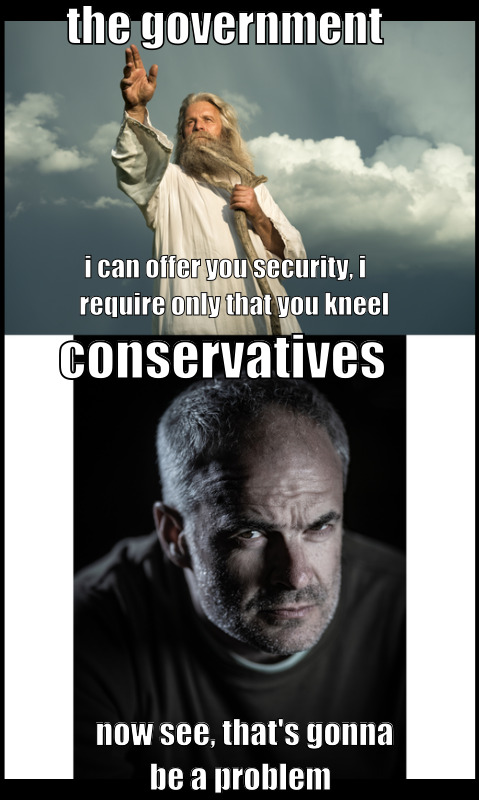 the government
i can offer you security, i
require only that you kneel
conservatives
now see, that's gonna
be a problem